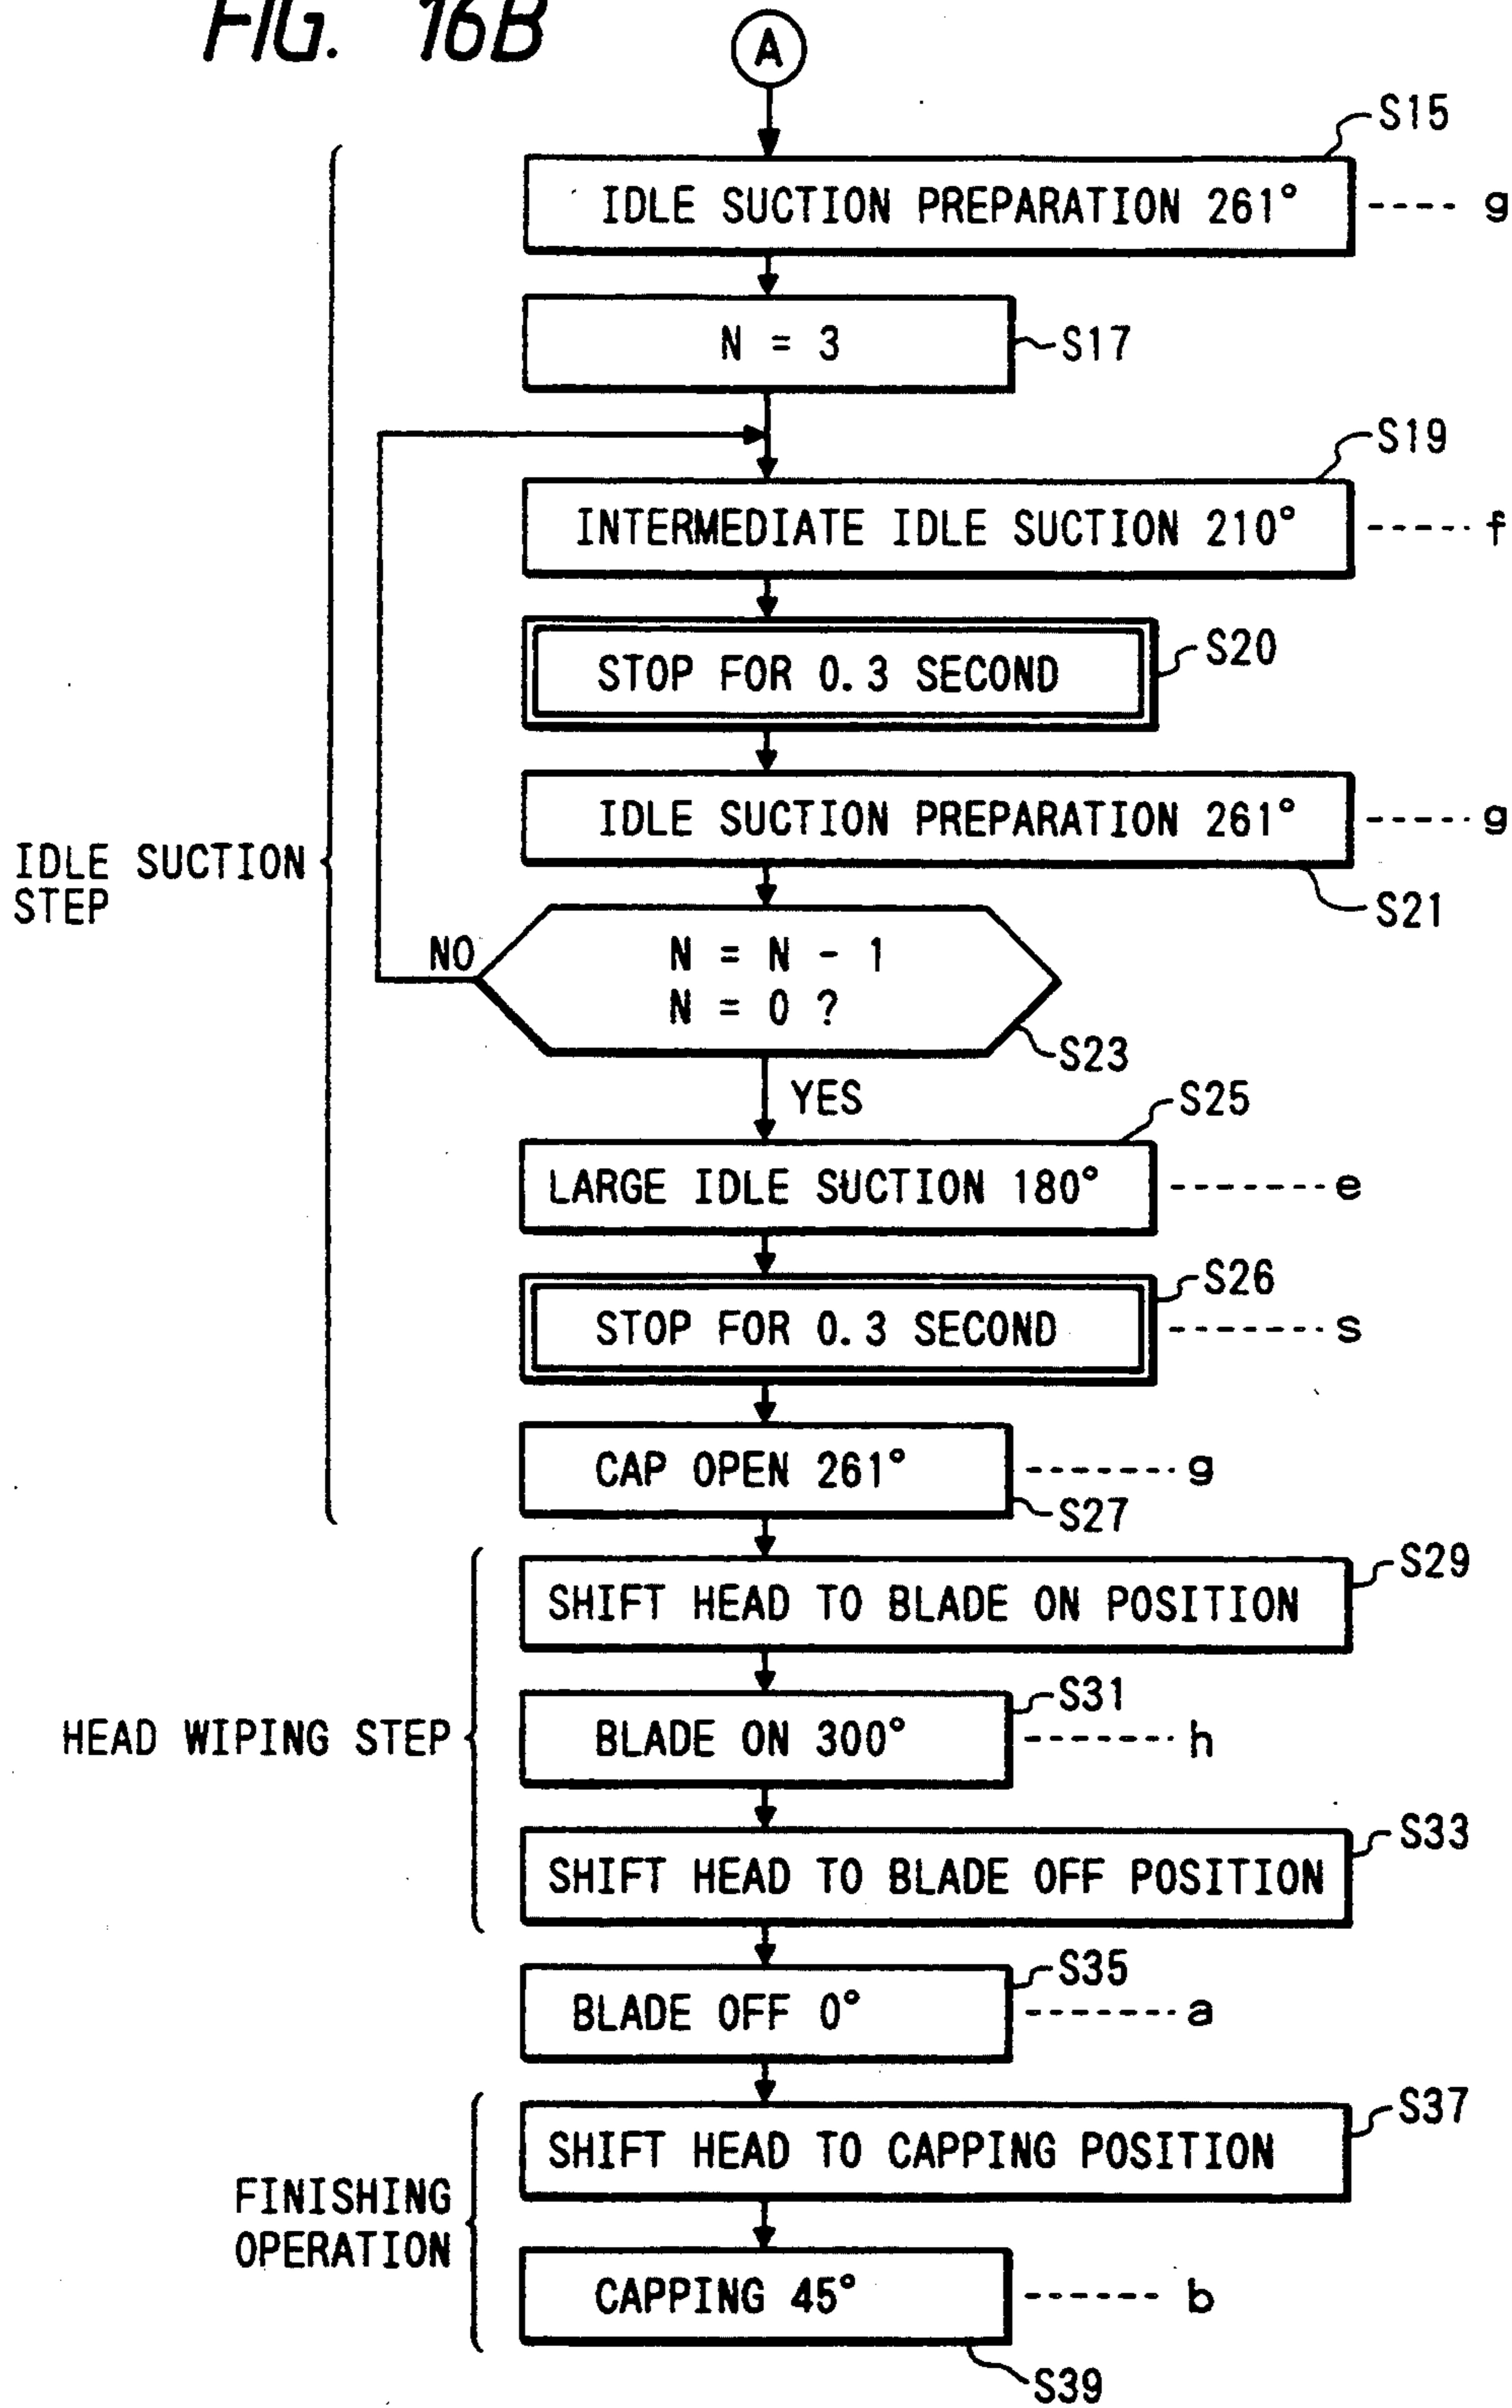 FIG. 16B
A
S15
IDLE SUCTION PREPARATION 261°
g
N = 3
S17
S19
INTERMEDIATE IDLE SUCTION 210°
f
STOP FOR 0.3 SECOND
S20
IDLE SUCTION PREPARATION 261°
g
S21
IDLE SUCTION
STEP
NO
N = N - 1
N = 0 ?
S23
YES
S25
LARGE IDLE SUCTION 180°
e
S26
STOP FOR 0.3 SECOND
s
CAP OPEN 261°
g
S27
S29
SHIFT HEAD TO BLADE ON POSITION
S31
HEAD WIPING STEP
BLADE ON 300°
h
S33
SHIFT HEAD TO BLADE OFF POSITION
S35
BLADE OFF 0°
a
S37
SHIFT HEAD TO CAPPING POSITION
FINISHING
OPERATION
CAPPING 45°
b
S39